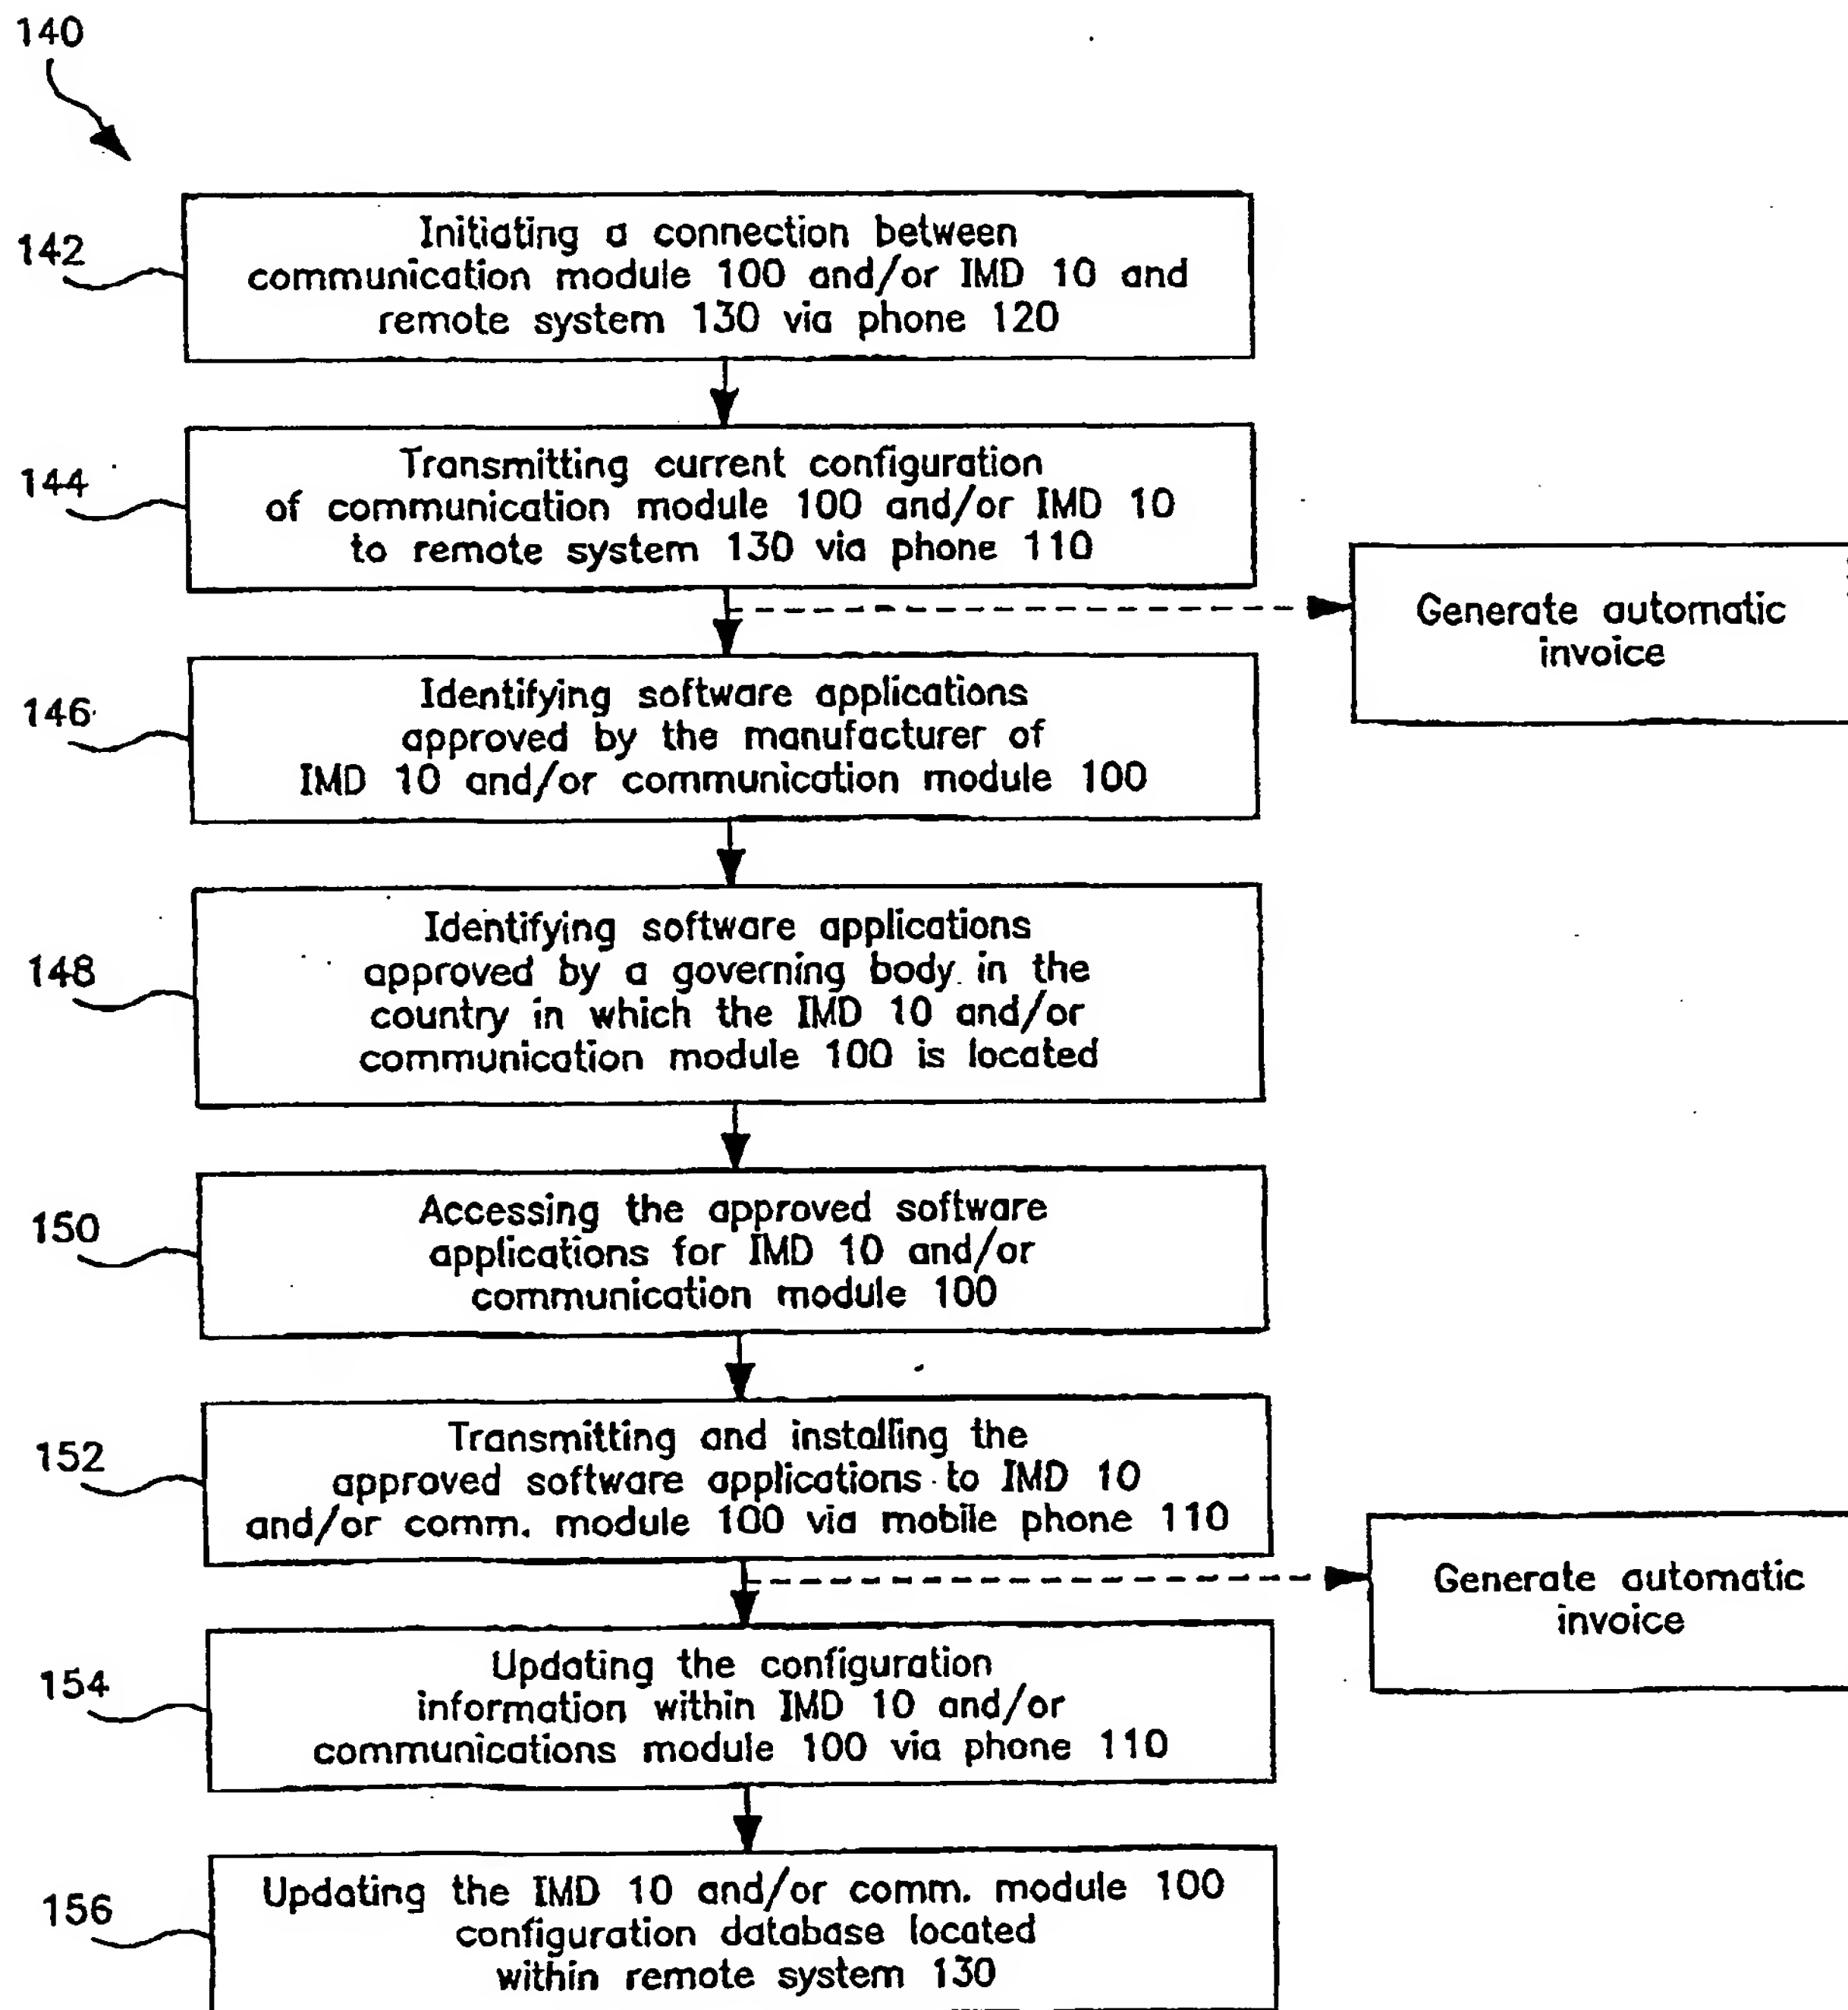 140
142
Initiating a connection between
communication module 100 and/or IMD 10 and
remote system 130 via phone 120
144
Transmitting current configuration
of communication module 100 and/or IMD 10
to remote system 130 via phone 110
Generate automatic
invoice
146
Identifying software applications
approved by the manufacturer of
IMD 10 and/or communication module 100
148
Identifying software applications
approved by a governing body in the
country in which the IMD 10 and/or
communication module 100 is located
150
Accessing the approved software
applications for IMD 10 and/or
communication module 100
152
Transmitting and installing the
approved software applications to IMD 10
and/or comm. module 100 via mobile phone 110
Generate automatic
invoice
154
Updating the configuration
information within IMD 10 and/or
communications module 100 via phone 110
156
Updating the IMD 10 and/or comm. module 100
configuration database located
within remote system 130